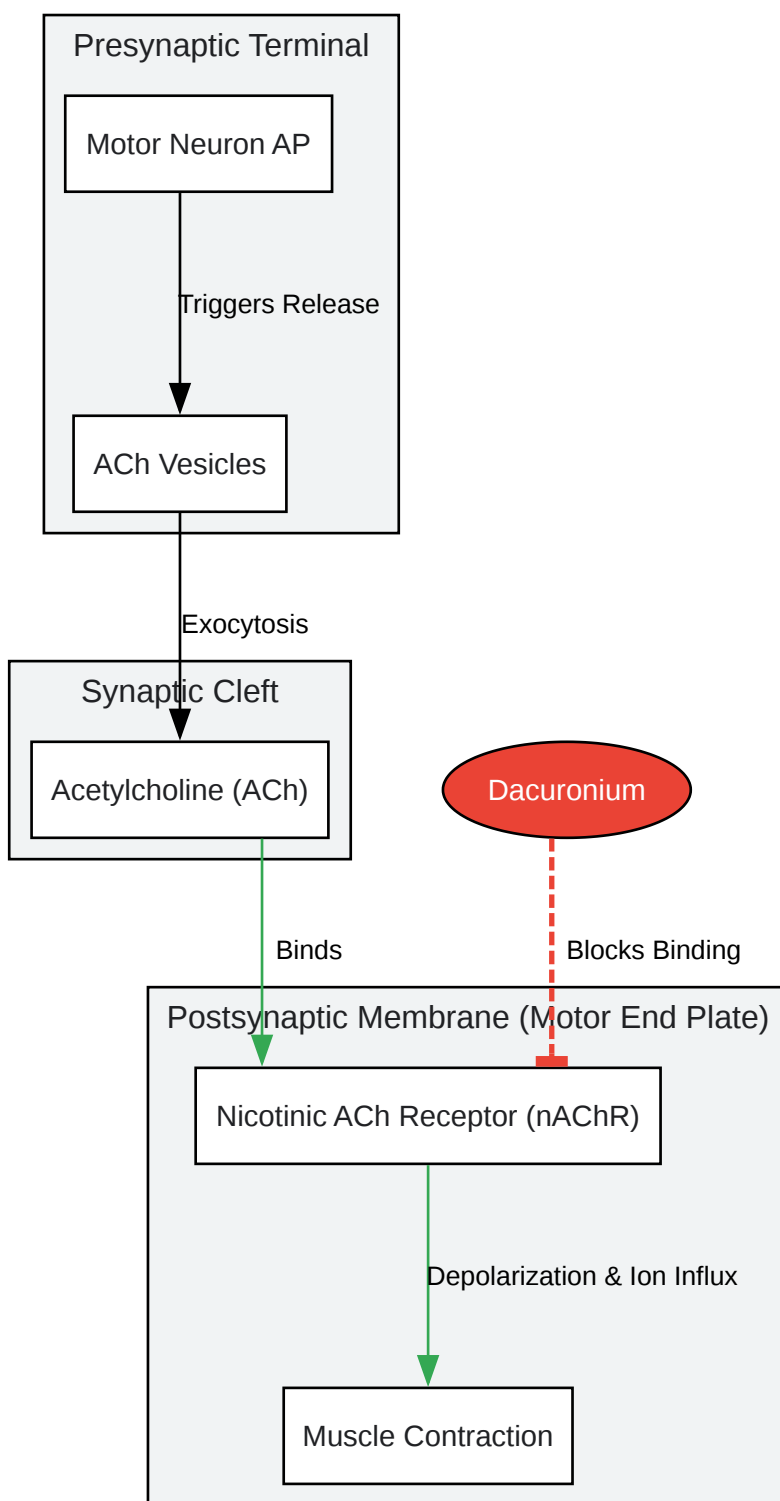 Presynaptic Terminal
Motor Neuron AP
Triggers Release
ACh Vesicles
Exocytosis
Synaptic Cleft
Acetylcholine (ACh)
Dacuronium
Binds
Blocks Binding
Postsynaptic Membrane (Motor End Plate)
Nicotinic ACh Receptor (nAChR)
Depolarization & Ion Influx
Muscle Contraction